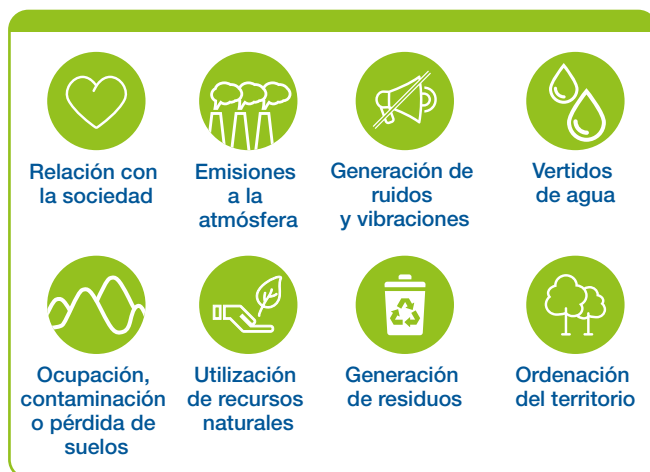 Relación con
la sociedad
Emisiones
a la
atmósfera
Generación de
ruidos
y vibraciones
Vertidos
de agua
Ocupación,
contaminación
o pérdida de
suelos
Utilización
de recursos
naturales
Generación
de residuos
Ordenación
del territorio